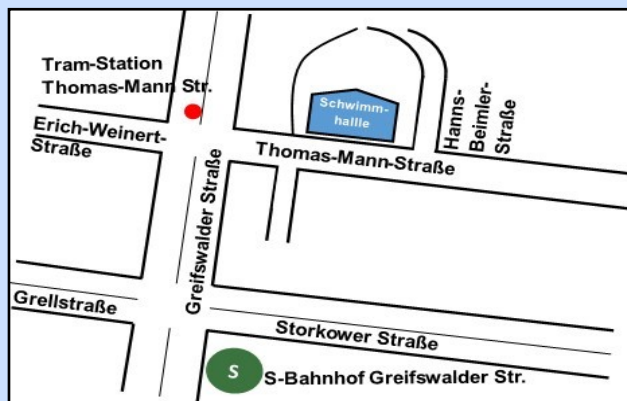 Tram-Station
Thomas-Mann Str.
Erich-Weinert-
Straße
Schwimm-
hallle
Hanns-
Beimler-
Straße
Thomas-Mann-Straße
Greifswalder Straße
Grellstraße
Storkower Straße
S
S-Bahnhof Greifswalder Str.